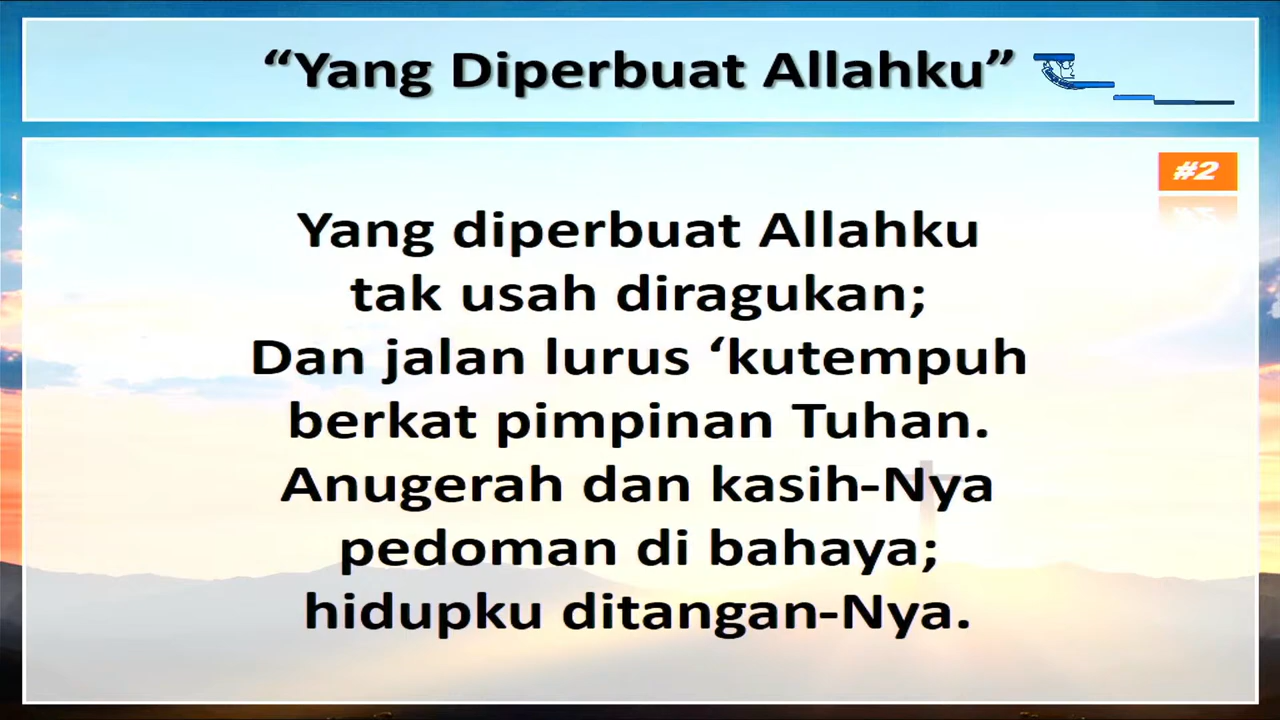 “Yang Diperbuat Allahku”
#2
Yang diperbuat Allahku
tak usah diragukan;
Dan jalan lurus ‘kutempuh
berkat pimpinan Tuhan.
Anugerah dan kasih-Nya
pedoman di bahaya;
hidupku ditangan-Nya.